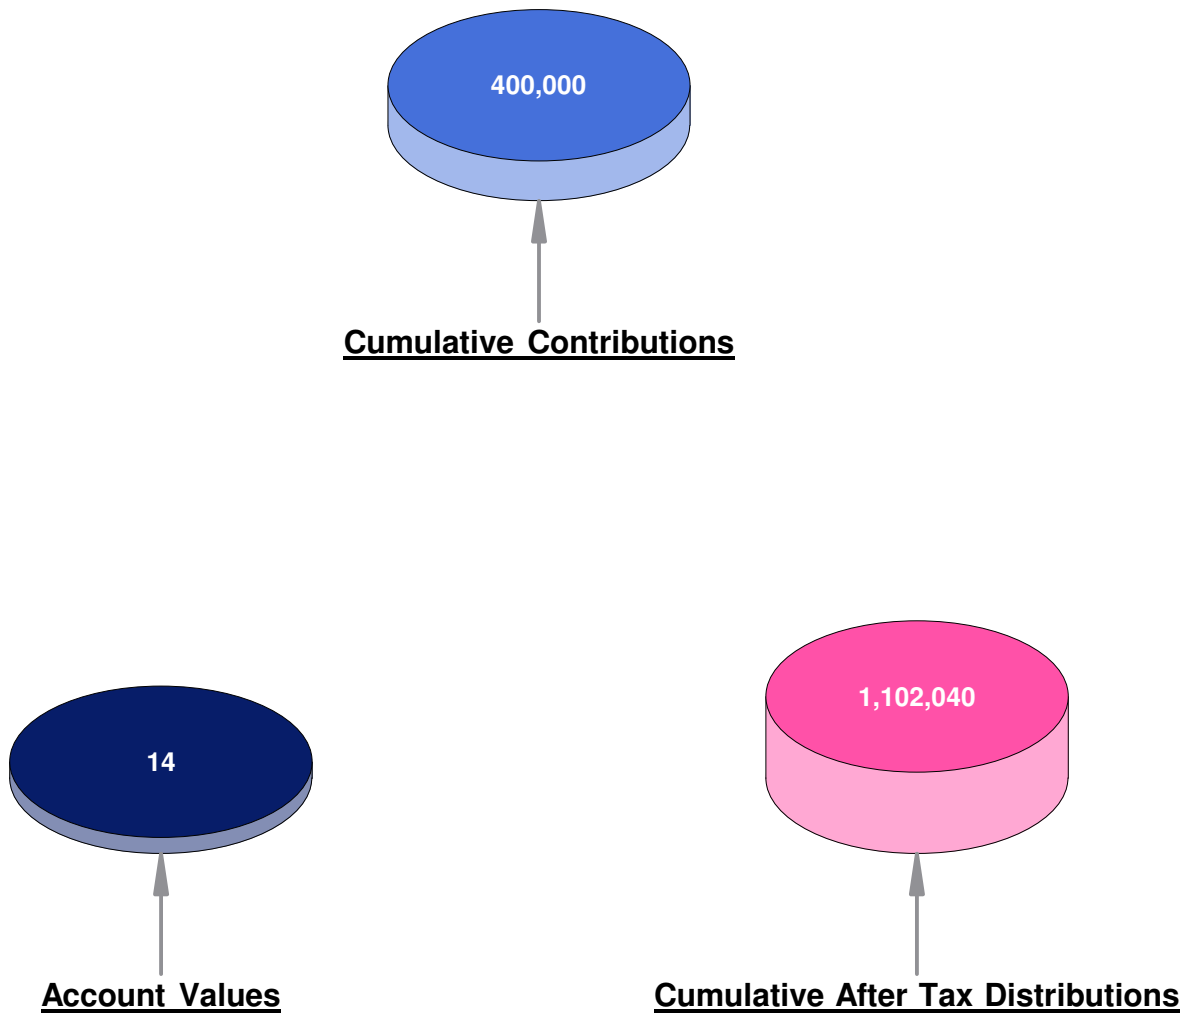 400,000
Cumulative Contributions
14
Account Values
1,102,040
Cumulative After Tax Distributions